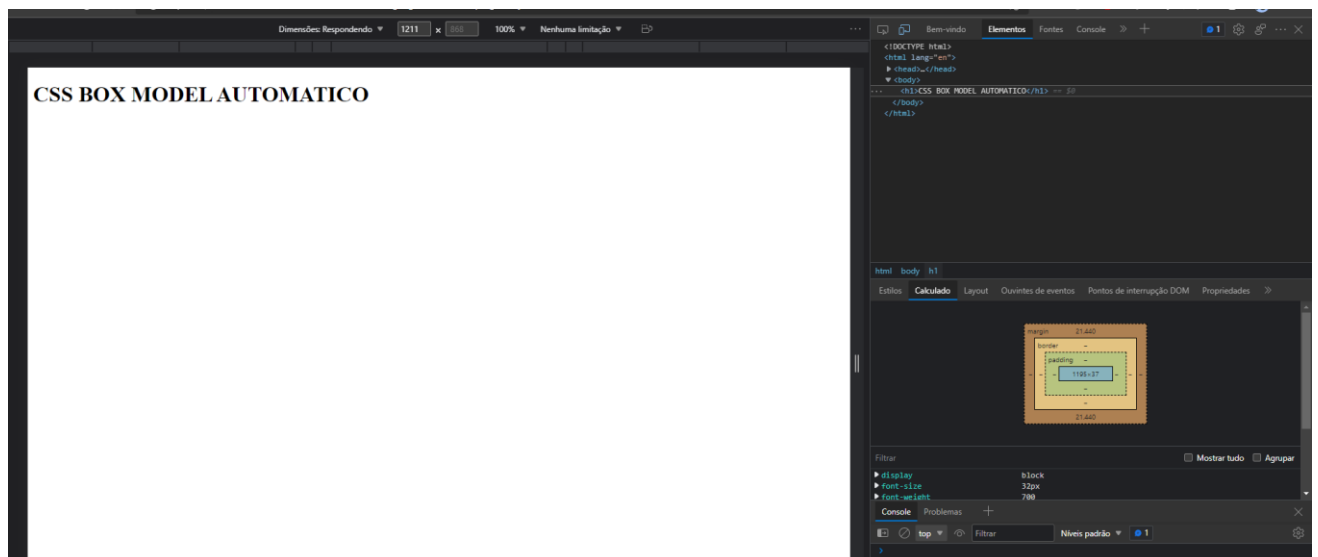 Dimensões: Respondendo 1211 x 868 100% Nenhuma limitação
Bem-vindo Elementos Fontes Console 1
CSS BOX MODEL AUTOMATICO
<!DOCTYPE html>
<html lang="en">
<head>…</head>
<body>
<h1>CSS BOX MODEL AUTOMATICO</h1> == $0
</body>
</html>
html body h1
Estilos Calculado Layout Ouvintes de eventos Pontos de interrupção DOM Propriedades
margin 21.440
border -
padding -
- - - 1195×37 - - -
-
-
21.440
Filtrar Mostrar tudo Agrupar
display block
font-size 32px
font-weight 700
Console Problemas
top Filtrar Níveis padrão 1